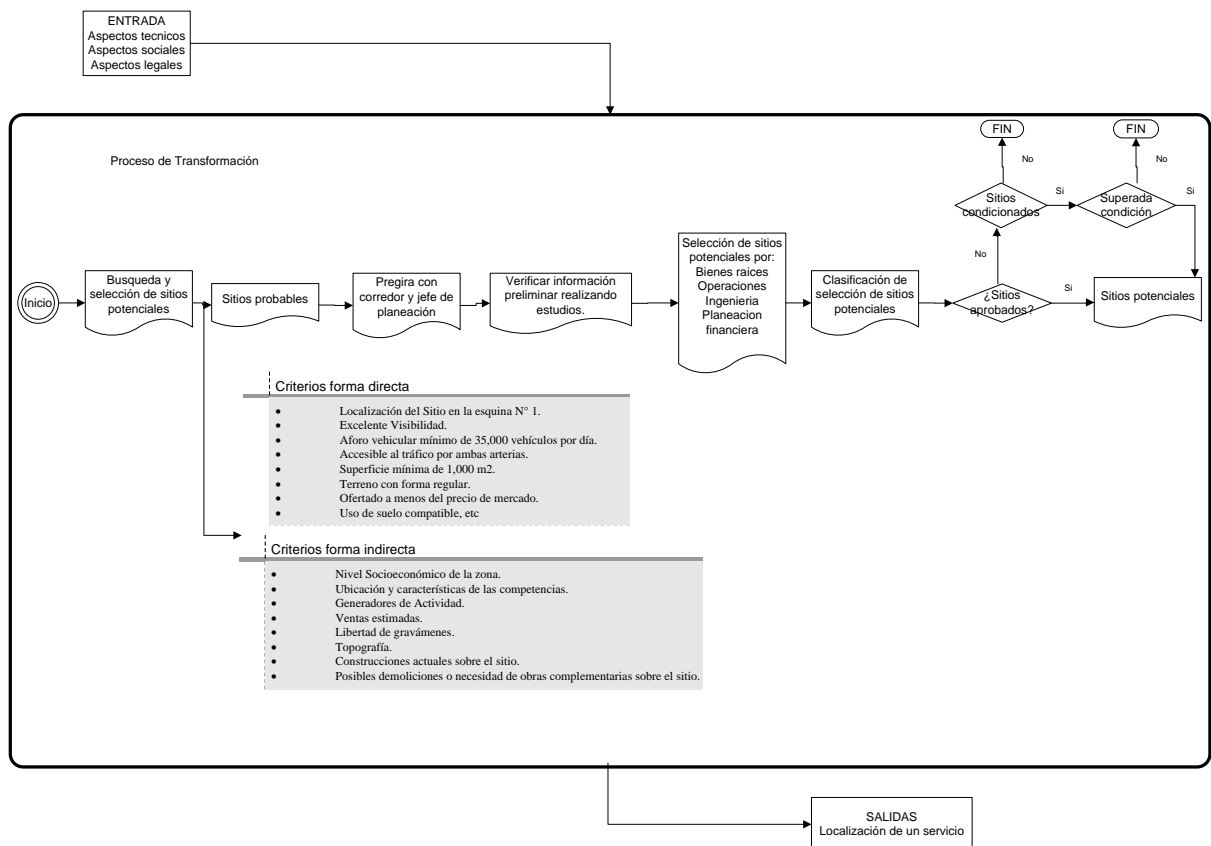 ENTRADA
Aspectos tecnicos
Aspectos sociales
Aspectos legales
Proceso de Transformación
FIN
FIN
No
No
Sitios
condicionados
Si
Superada
condición
Si
No
Inicio
Busqueda y
selección de sitios
potenciales
Sitios probables
Pregira con
corredor y jefe de
planeación
Verificar información
preliminar realizando
estudios.
Selección de sitios
potenciales por:
Bienes raices
Operaciones
Ingenieria
Planeacion
financiera
Clasificación de
selección de sitios
potenciales
¿Sitios
aprobados?
Si
Sitios potenciales
Criterios forma directa
• Localización del Sitio en la esquina N° 1.
• Excelente Visibilidad.
• Aforo vehicular mínimo de 35,000 vehículos por día.
• Accesible al tráfico por ambas arterias.
• Superficie mínima de 1,000 m2.
• Terreno con forma regular.
• Ofertado a menos del precio de mercado.
• Uso de suelo compatible, etc
Criterios forma indirecta
• Nivel Socioeconómico de la zona.
• Ubicación y características de las competencias.
• Generadores de Actividad.
• Ventas estimadas.
• Libertad de gravámenes.
• Topografía.
• Construcciones actuales sobre el sitio.
• Posibles demoliciones o necesidad de obras complementarias sobre el sitio.
SALIDAS
Localización de un servicio